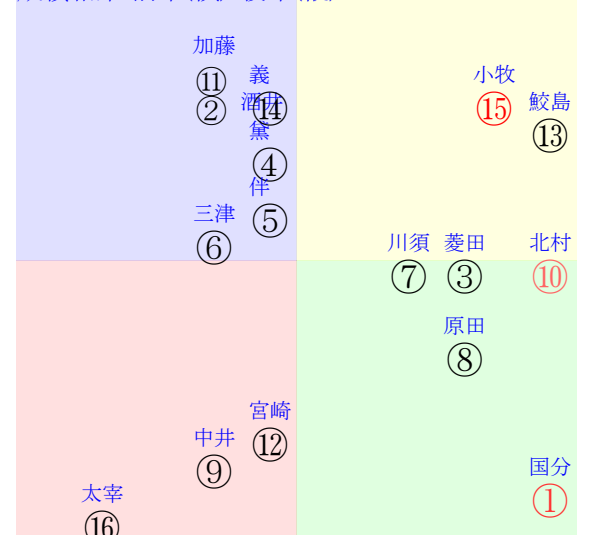 加藤
⑪
義
小牧
②
酒井
⑭
⑮
鮫島
⑬
黛
④
伴
⑤
三津
⑥
川須
⑦
菱田
③
北村
⑩
原田
⑧
宮崎
⑫
中井
⑨
国分
①
太宰
⑯